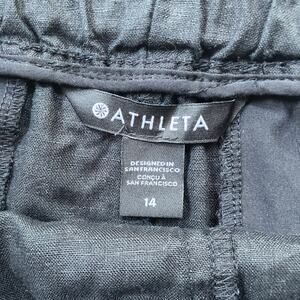 ATHLETA
DESIGNED IN
SAN FRANCISCO
CONÇU À
SAN FRANCISCO
14